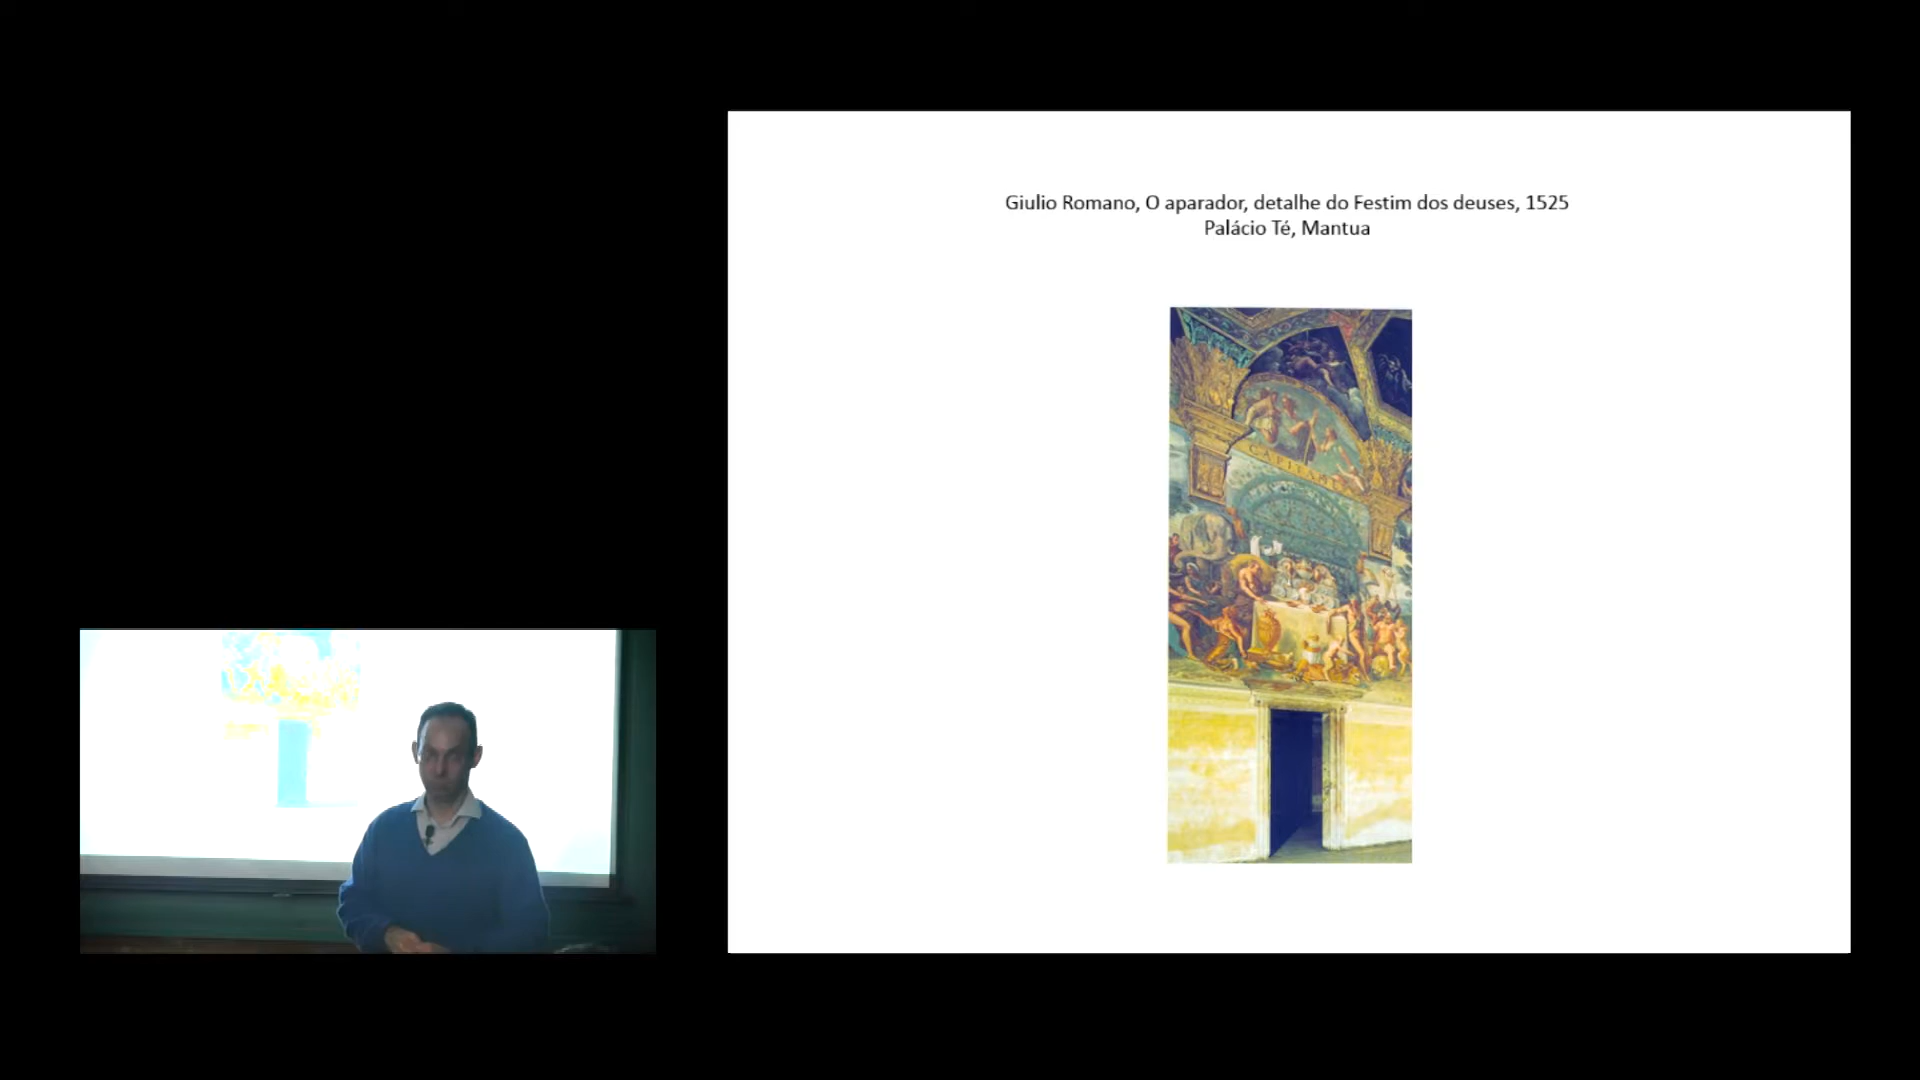 Giulio Romano, O aparador, detalhe do Festim dos deuses, 1525
Palácio Té, Mantua